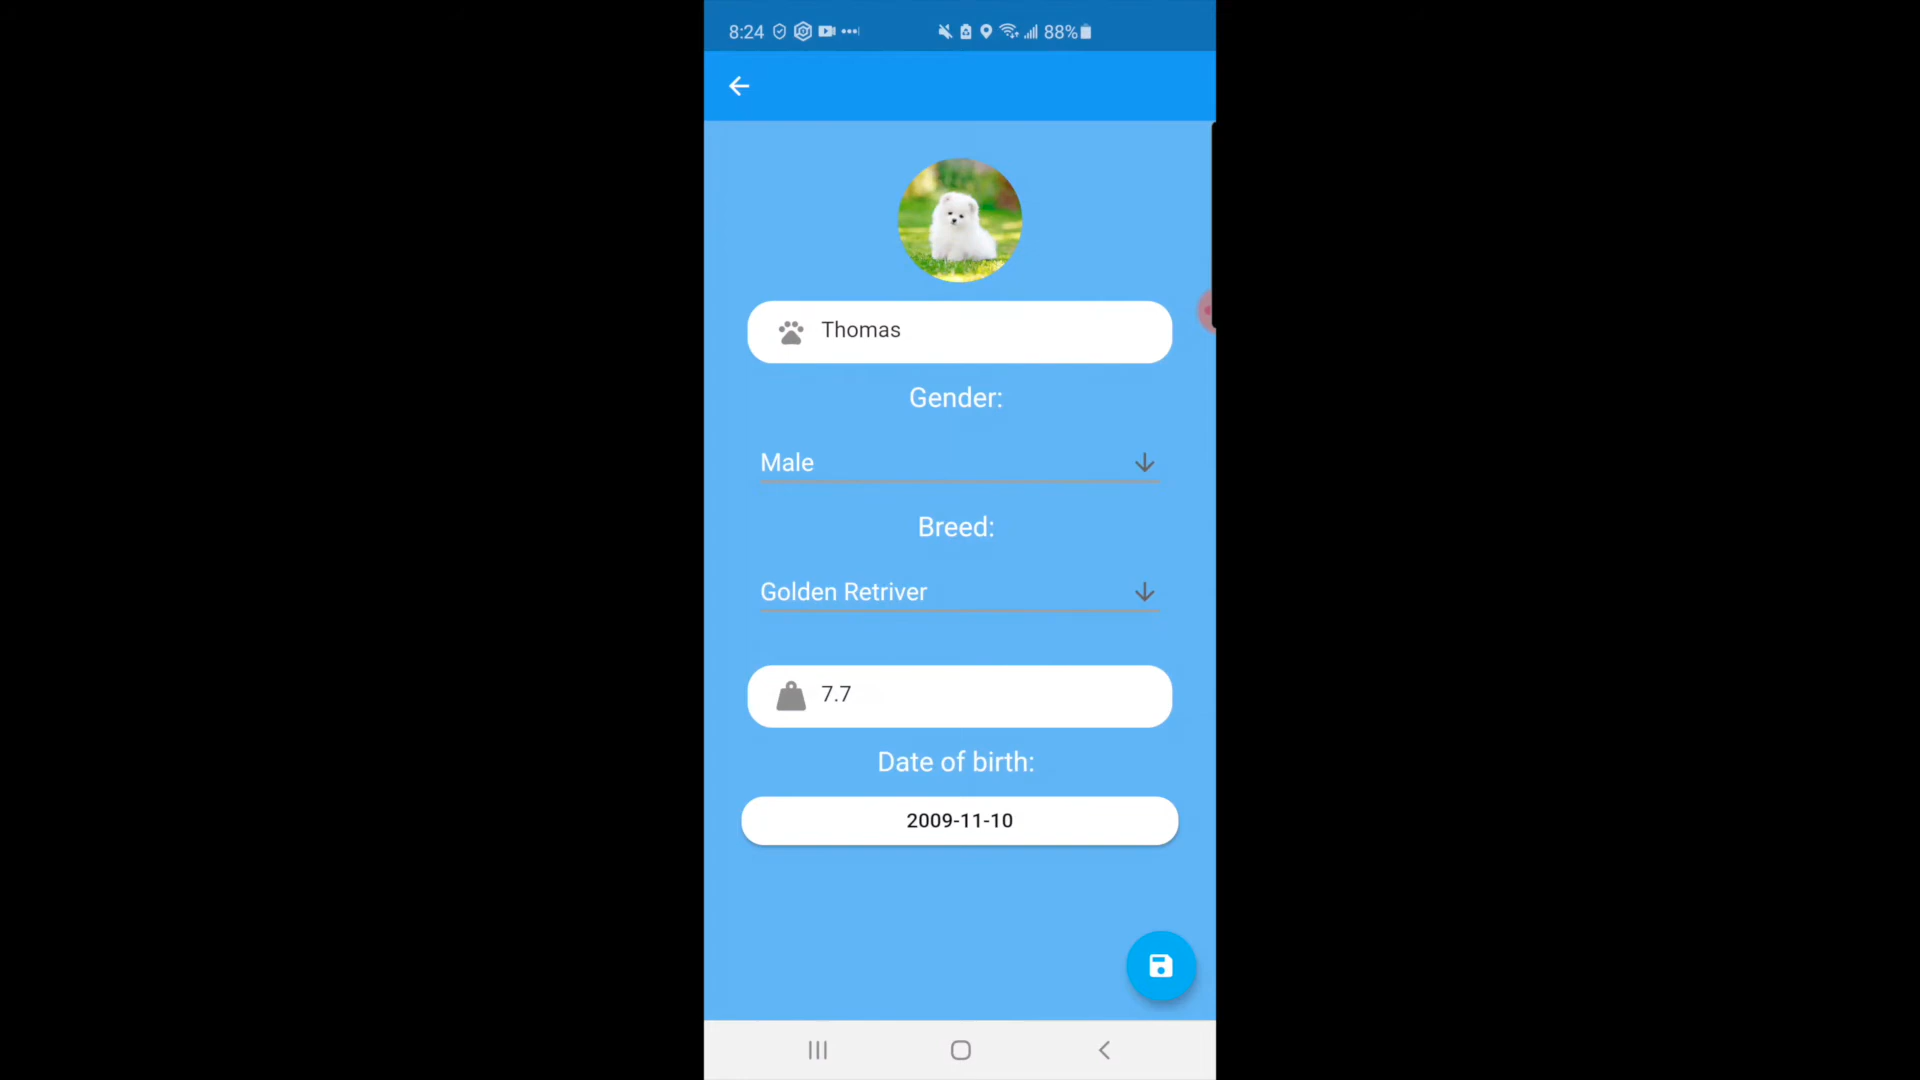 8:24 88%
Thomas
Gender:
Male
Breed:
Golden Retriver
7.7
Date of birth:
2009-11-10